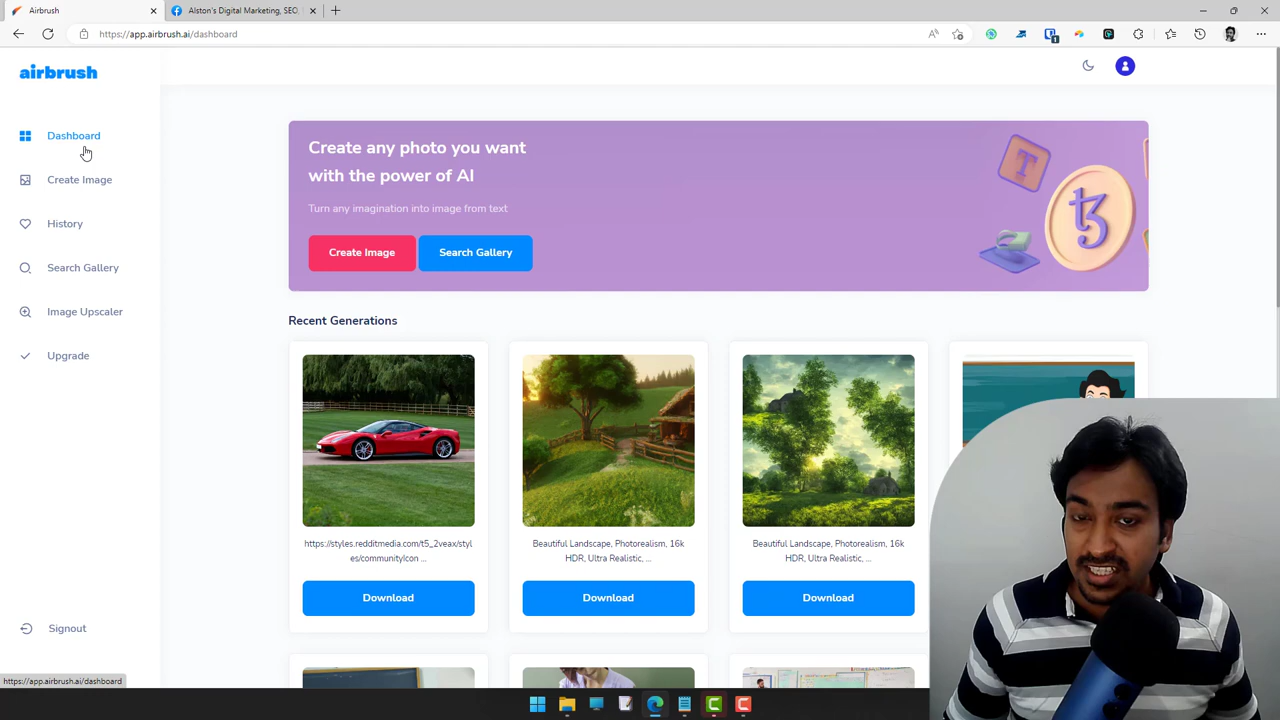 Airbrush
Alston's Digital Marketing, SEO,
https://app.airbrush.ai/dashboard
1
airbrush
Dashboard
Create Image
History
Search Gallery
Image Upscaler
Upgrade
Signout
Create any photo you want
with the power of AI
Turn any imagination into image from text
Create Image
Search Gallery
T
Recent Generations
https://styles.redditmedia.com/t5_2veax/styl
es/communityIcon ...
Download
Beautiful Landscape, Photorealism, 16k
HDR, Ultra Realistic, ...
Download
Beautiful Landscape, Photorealism, 16k
HDR, Ultra Realistic, ...
Download
https://app.airbrush.ai/dashboard